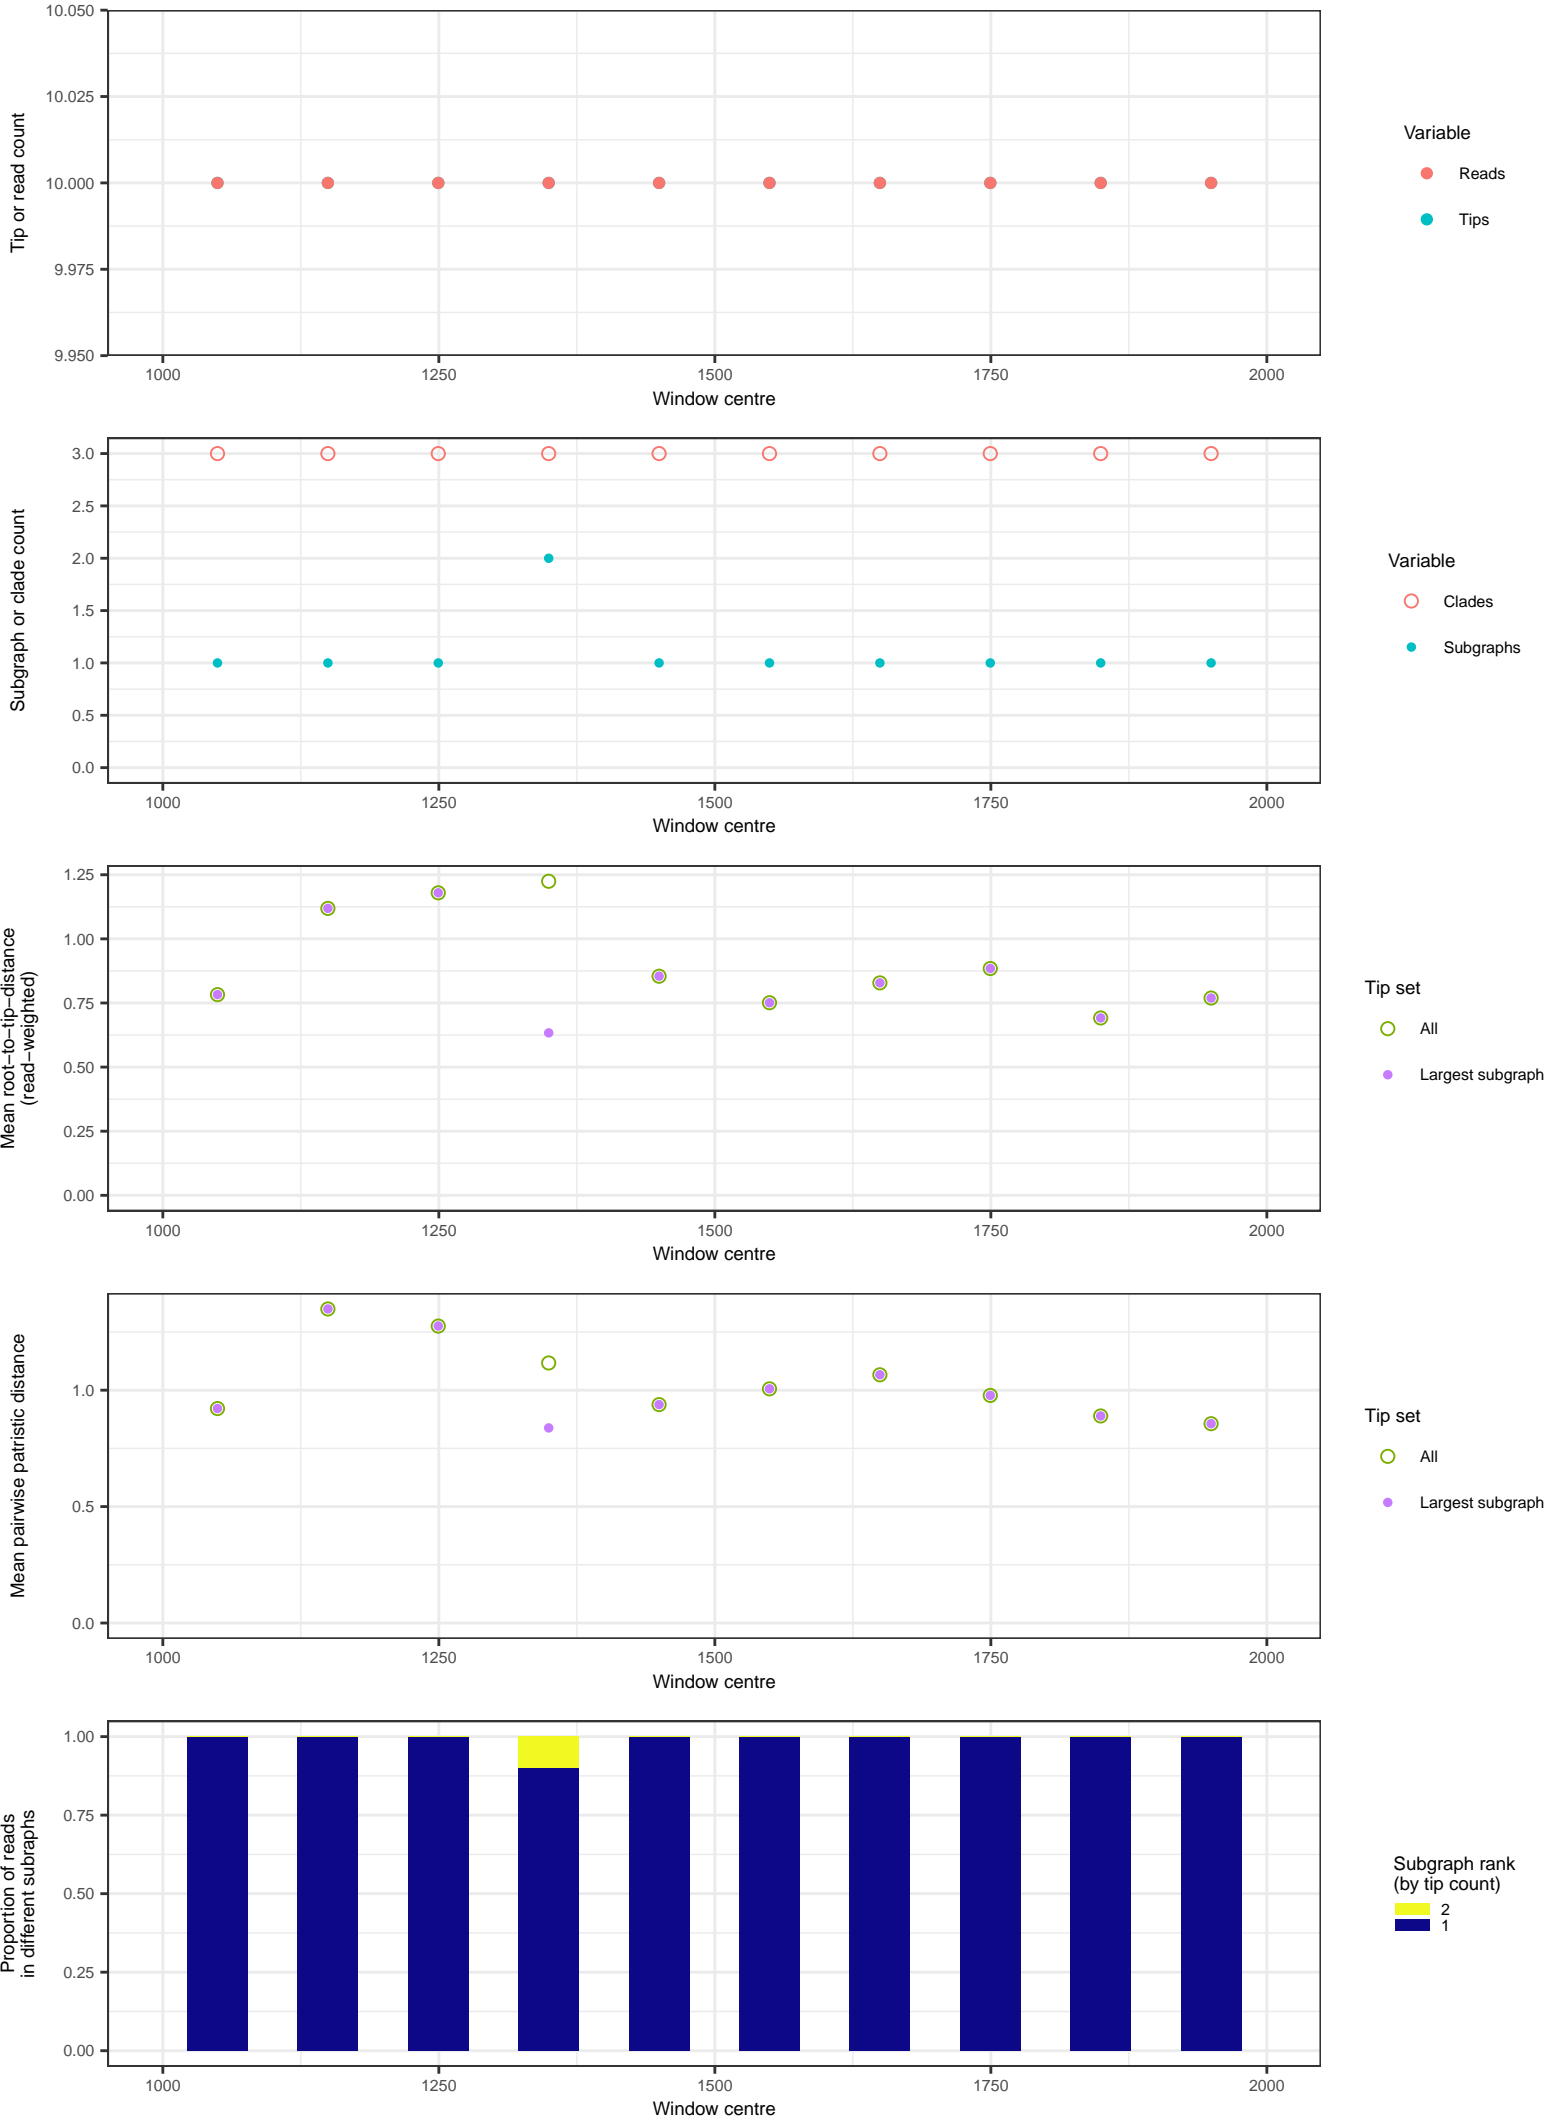 10.050
10.025
10.000
9.975
9.950
Tip or read count
1000 1250 1500 1750 2000
Window centre
Variable
Reads
Tips
3.0
2.5
2.0
1.5
1.0
0.5
0.0
Subgraph or clade count
1000 1250 1500 1750 2000
Window centre
Variable
Clades
Subgraphs
1.25
1.00
0.75
0.50
0.25
0.00
Mean root−to−tip−distance
(read−weighted)
1000 1250 1500 1750 2000
Window centre
Tip set
All
Largest subgraph
1.0
0.5
0.0
Mean pairwise patristic distance
1000 1250 1500 1750 2000
Window centre
Tip set
All
Largest subgraph
1.00
0.75
0.50
0.25
0.00
Proportion of reads
in different subraphs
1000 1250 1500 1750 2000
Window centre
Subgraph rank
(by tip count)
2
1